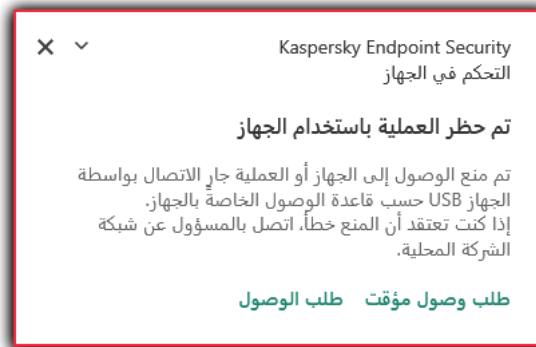 Kaspersky Endpoint Security
التحكم في الجهاز
تم حظر العملية باستخدام الجهاز
تم منع الوصول إلى الجهاز أو العملية جارٍ الاتصال بواسطة
الجهاز USB حسب قاعدة الوصول الخاصةً بالجهاز.
إذا كنت تعتقد أن المنع خطأ، اتصل بالمسؤول عن شبكة
الشركة المحلية.
طلب وصول مؤقت طلب الوصول